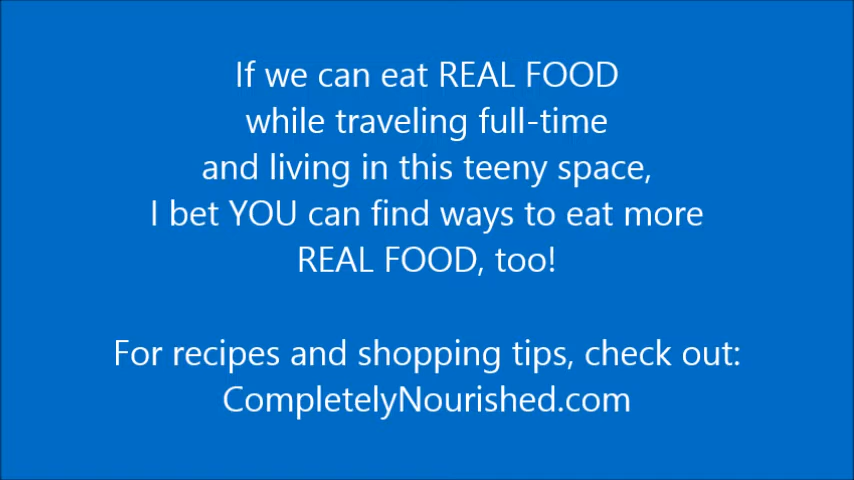 If we can eat REAL FOOD
while traveling full-time
and living in this teeny space,
I bet YOU can find ways to eat more
REAL FOOD, too!
For recipes and shopping tips, check out:
CompletelyNourished.com